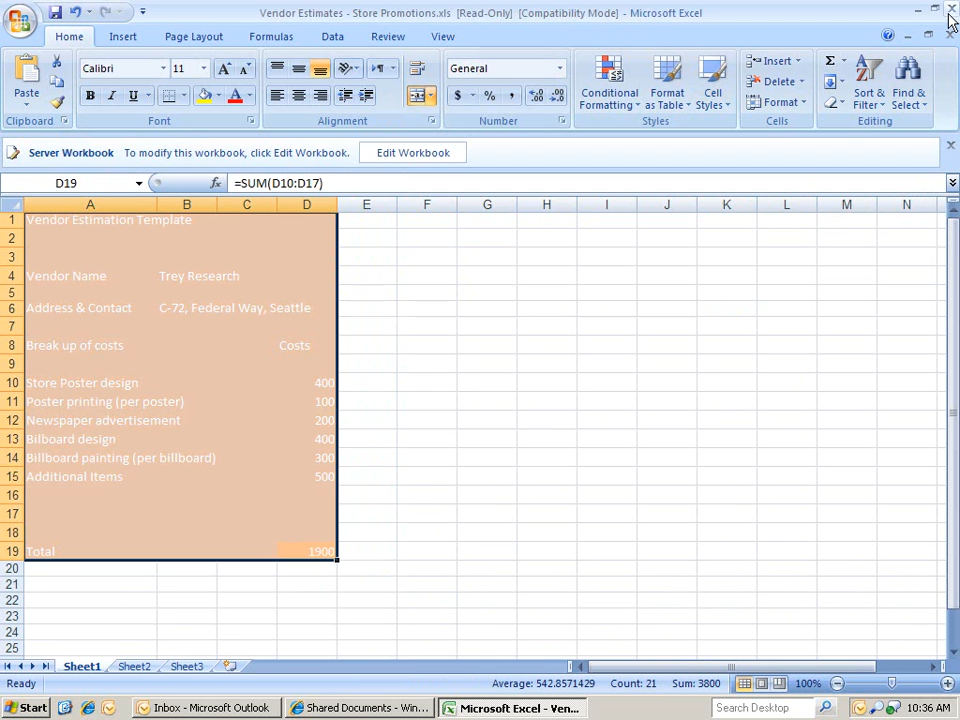 Vendor Estimates - Store Promotions.xls [Read-Only] [Compatibility Mode] - Microsoft Excel
Home Insert Page Layout Formulas Data Review View
Paste
Calibri 11
B I U A
General
$ % ,
Conditional Formatting
Format as Table
Cell Styles
Insert
Delete
Format
Σ
Sort & Filter
Find & Select
Clipboard Font Alignment Number Styles Cells Editing
Server Workbook To modify this workbook, click Edit Workbook. Edit Workbook
D19 fx =SUM(D10:D17)
A B C D E F G H I J K L M N
1 Vendor Estimation Template
2
3
4 Vendor Name Trey Research
5
6 Address & Contact C-72, Federal Way, Seattle
7
8 Break up of costs Costs
9
10 Store Poster design 400
11 Poster printing (per poster) 100
12 Newspaper advertisement 200
13 Bilboard design 400
14 Billboard painting (per billboard) 300
15 Additional Items 500
16
17
18
19 Total 1900
20
21
22
23
24
25
Sheet1 Sheet2 Sheet3
Ready Average: 542.8571429 Count: 21 Sum: 3800 100%
Start Inbox - Microsoft Outlook Shared Documents - Wi... Microsoft Excel - Ven... Search Desktop 10:36 AM